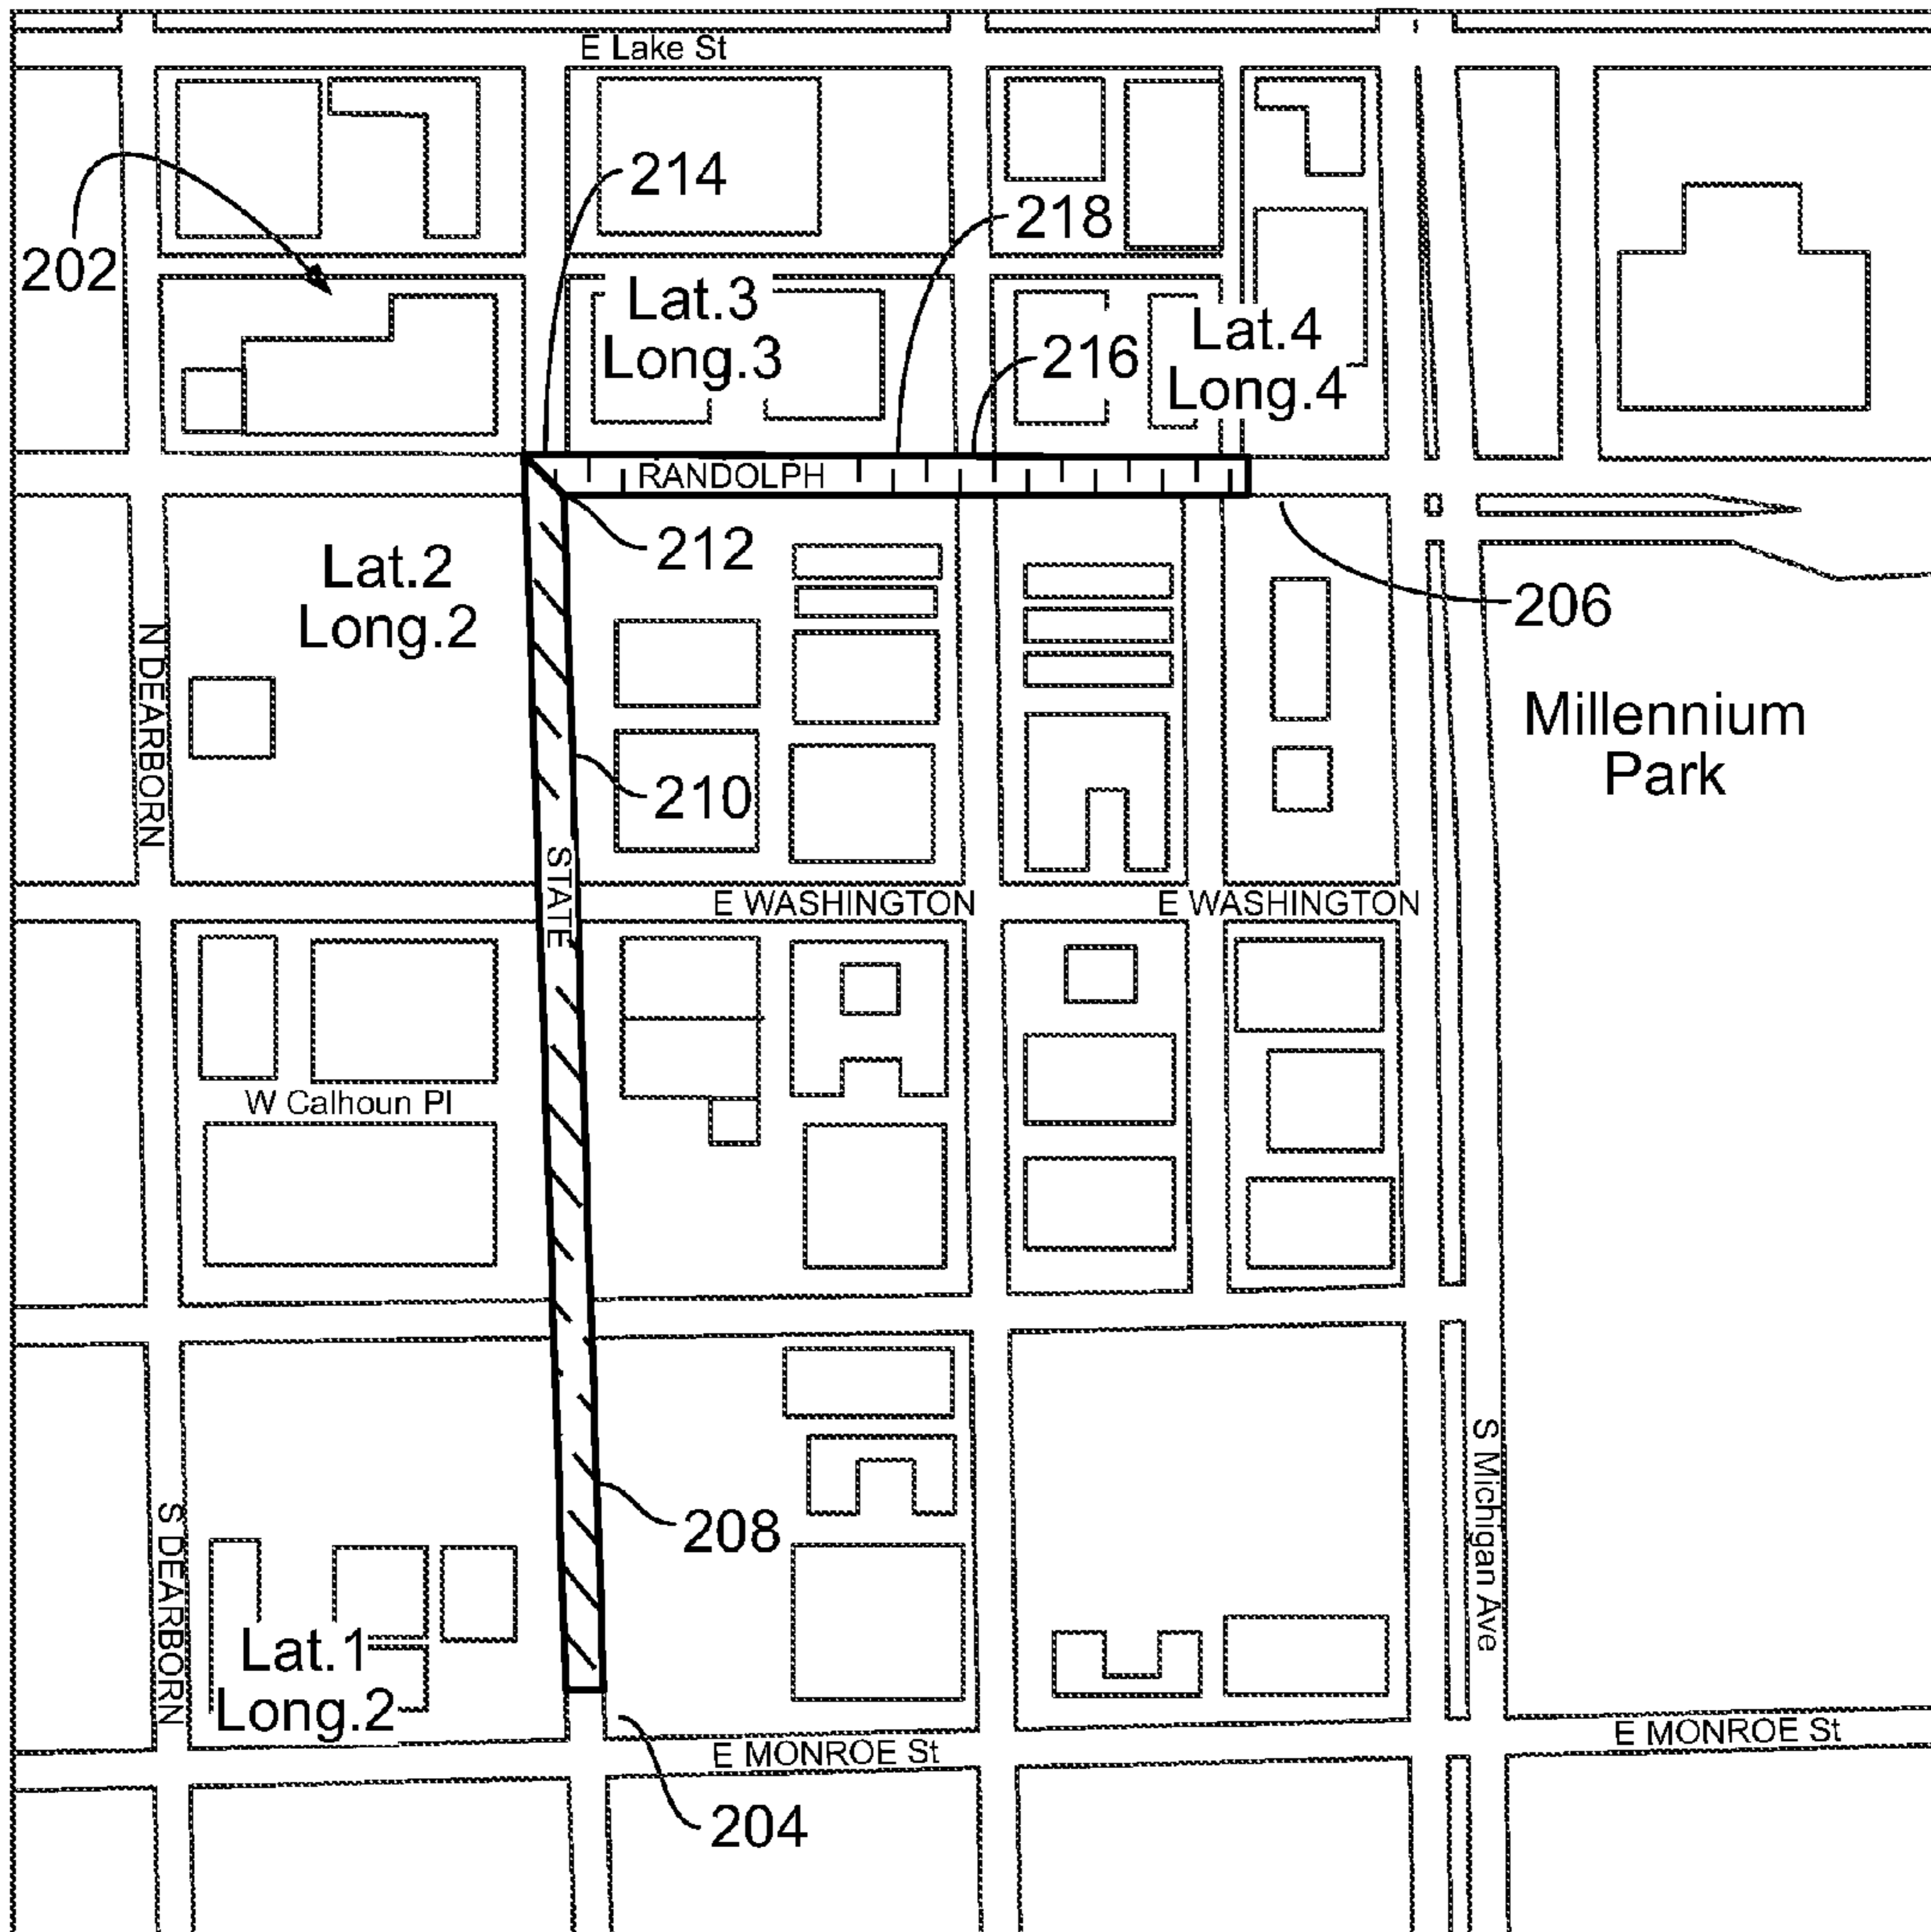 E Lake St
214
218
202
Lat.3
Long.3
216
Lat.4
Long.4
RANDOLPH
212
Lat.2
Long.2
206
N DEARBORN
Millennium
Park
210
STATE
E WASHINGTON
E WASHINGTON
W Calhoun Pl
S Michigan Ave
208
S DEARBORN
Lat.1
Long.2
E MONROE St
E MONROE St
204